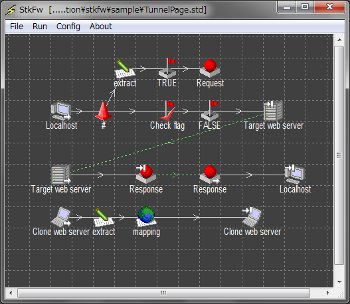 StkFw [.....tion¥stkfw¥sample¥TunnelPage.std]
File Run Config About
extract TRUE Request
Localhost # Check flag FALSE Target web server
Target web server Response Response Localhost
Clone web server extract mapping Clone web server